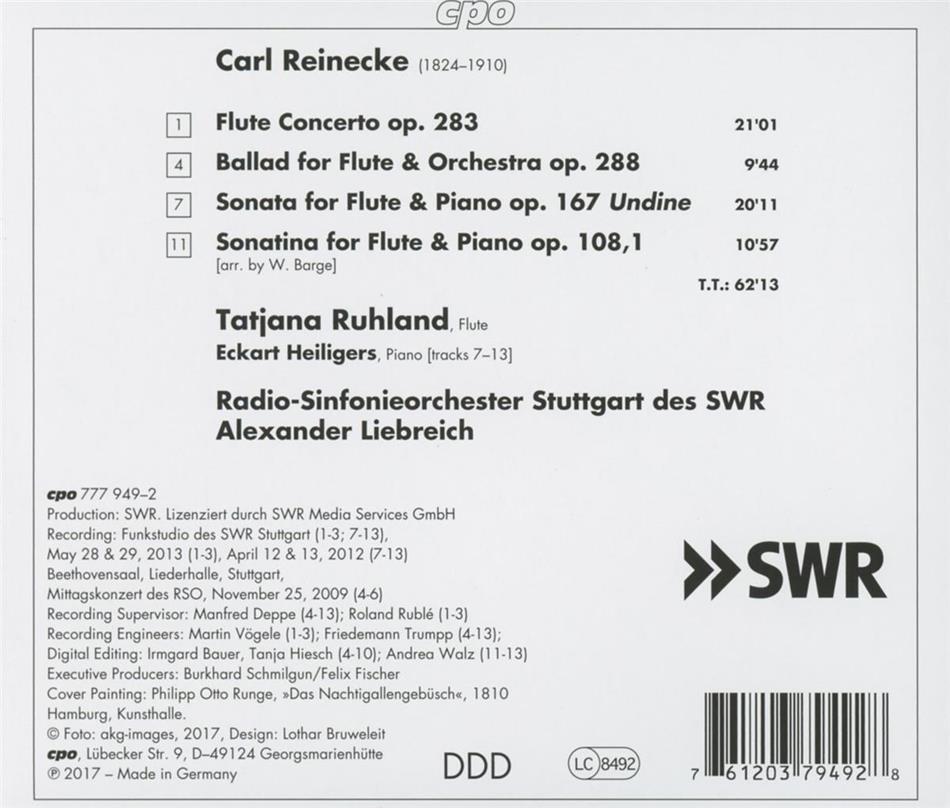 cpo
Carl Reinecke (1824–1910)
1 Flute Concerto op. 283 21'01
4 Ballad for Flute & Orchestra op. 288 9'44
7 Sonata for Flute & Piano op. 167 Undine 20'11
11 Sonatina for Flute & Piano op. 108,1 10'57
[arr. by W. Barge]
T.T.: 62'13
Tatjana Ruhland, Flute
Eckart Heiligers, Piano [tracks 7–13]
Radio-Sinfonieorchester Stuttgart des SWR
Alexander Liebreich
cpo 777 949–2
Production: SWR. Lizenziert durch SWR Media Services GmbH
Recording: Funkstudio des SWR Stuttgart (1-3; 7-13),
May 28 & 29, 2013 (1-3), April 12 & 13, 2012 (7-13)
Beethovensaal, Liederhalle, Stuttgart,
Mittagskonzert des RSO, November 25, 2009 (4-6)
Recording Supervisor: Manfred Deppe (4-13); Roland Rublé (1-3)
Recording Engineers: Martin Vögele (1-3); Friedemann Trumpp (4-13);
Digital Editing: Irmgard Bauer, Tanja Hiesch (4-10); Andrea Walz (11-13)
Executive Producers: Burkhard Schmilgun/Felix Fischer
Cover Painting: Philipp Otto Runge, »Das Nachtigallengebüsch«, 1810
Hamburg, Kunsthalle.
© Foto: akg-images, 2017, Design: Lothar Bruweleit
cpo, Lübecker Str. 9, D–49124 Georgsmarienhütte
℗ 2017 – Made in Germany
SWR
DDD
LC 8492
7 61203 79492 8